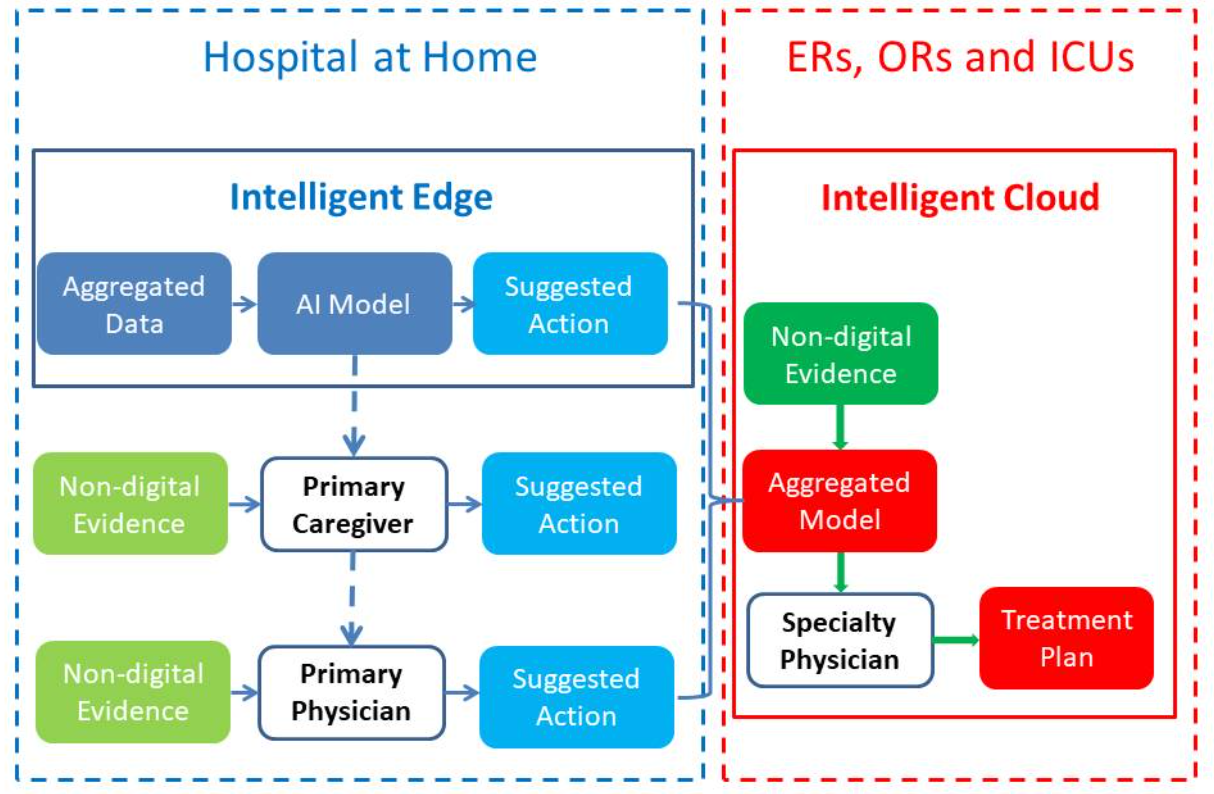 Hospital at Home
Intelligent Edge
Aggregated
Data
AI Model
Suggested
Action
Non-digital
Evidence
Primary
Caregiver
Suggested
Action
Non-digital
Evidence
Primary
Physician
Suggested
Action
ERs, ORs and ICUs
Intelligent Cloud
Non-digital
Evidence
Aggregated
Model
Specialty
Physician
Treatment
Plan